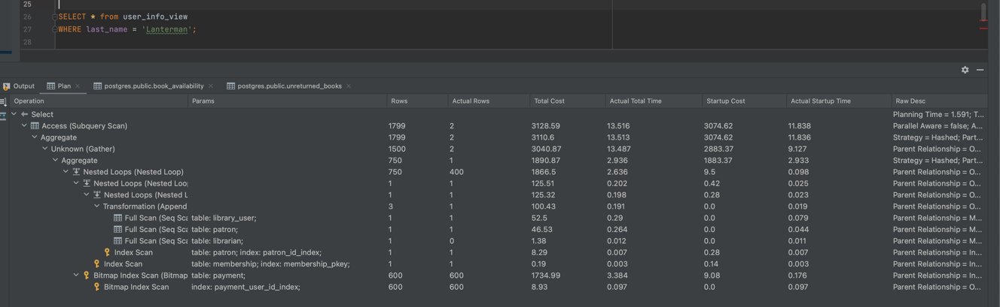 25
26 SELECT * from user_info_view
27 WHERE last_name = 'Lanterman';
28
Output Plan postgres.public.book_availability postgres.public.unreturned_books
Operation Params Rows Actual Rows Total Cost Actual Total Time Startup Cost Actual Startup Time Raw Desc
Select Planning Time = 1.591; T...
Access (Subquery Scan) 1799 2 3128.59 13.516 3074.62 11.838 Parallel Aware = false; A...
Aggregate 1799 2 3110.6 13.513 3074.62 11.836 Strategy = Hashed; Part...
Unknown (Gather) 1500 2 3040.87 13.487 2883.37 9.127 Parent Relationship = O...
Aggregate 750 1 1890.87 2.936 1883.37 2.933 Strategy = Hashed; Part...
Nested Loops (Nested Loop) 750 400 1866.5 2.636 9.5 0.098 Parent Relationship = O...
Nested Loops (Nested Loo 1 1 125.51 0.202 0.42 0.025 Parent Relationship = O...
Nested Loops (Nested L 1 1 125.32 0.198 0.28 0.023 Parent Relationship = O...
Transformation (Append 3 1 100.43 0.191 0.0 0.019 Parent Relationship = O...
Full Scan (Seq Sca table: library_user; 1 1 52.5 0.29 0.0 0.079 Parent Relationship = M...
Full Scan (Seq Sca table: patron; 1 1 46.53 0.264 0.0 0.044 Parent Relationship = M...
Full Scan (Seq Sca table: librarian; 1 0 1.38 0.012 0.0 0.011 Parent Relationship = M...
Index Scan table: patron; index: patron_id_index; 1 1 8.29 0.007 0.28 0.007 Parent Relationship = In...
Index Scan table: membership; index: membership_pkey; 1 1 0.19 0.003 0.14 0.003 Parent Relationship = In...
Bitmap Index Scan (Bitmap table: payment; 600 600 1734.99 3.384 9.08 0.176 Parent Relationship = In...
Bitmap Index Scan index: payment_user_id_index; 600 600 8.93 0.097 0.0 0.097 Parent Relationship = O...